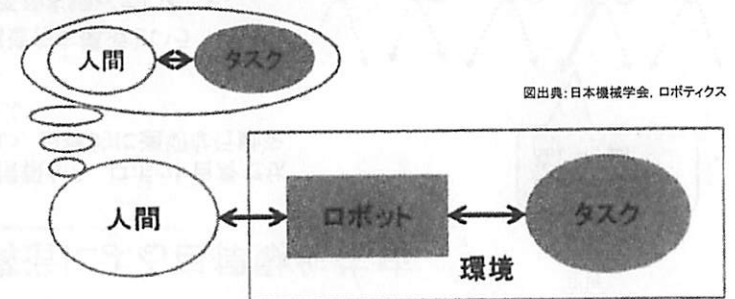 人間
タスク
図出典:日本機械学会, ロボティクス
人間
ロボット
タスク
環境